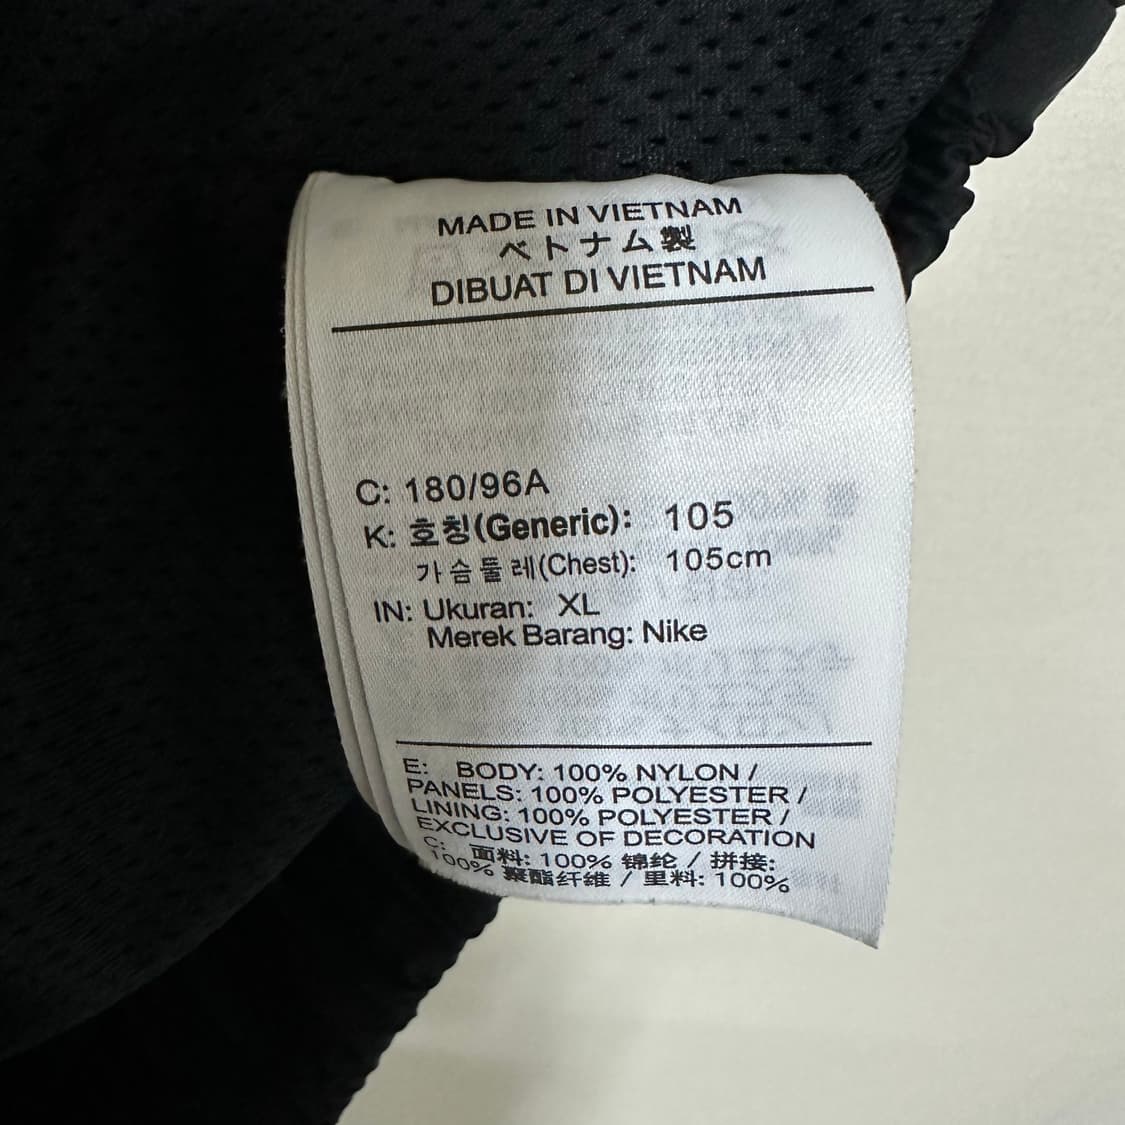 MADE IN VIETNAM
ベトナム製
DIBUAT DI VIETNAM
C: 180/96A
K: 호칭(Generic): 105
가슴둘레(Chest): 105cm
IN: Ukuran: XL
Merek Barang: Nike
E: BODY: 100% NYLON /
PANELS: 100% POLYESTER /
LINING: 100% POLYESTER /
EXCLUSIVE OF DECORATION
C: 面料: 100% 锦纶 / 拼接:
100% 聚酯纤维 / 里料: 100%